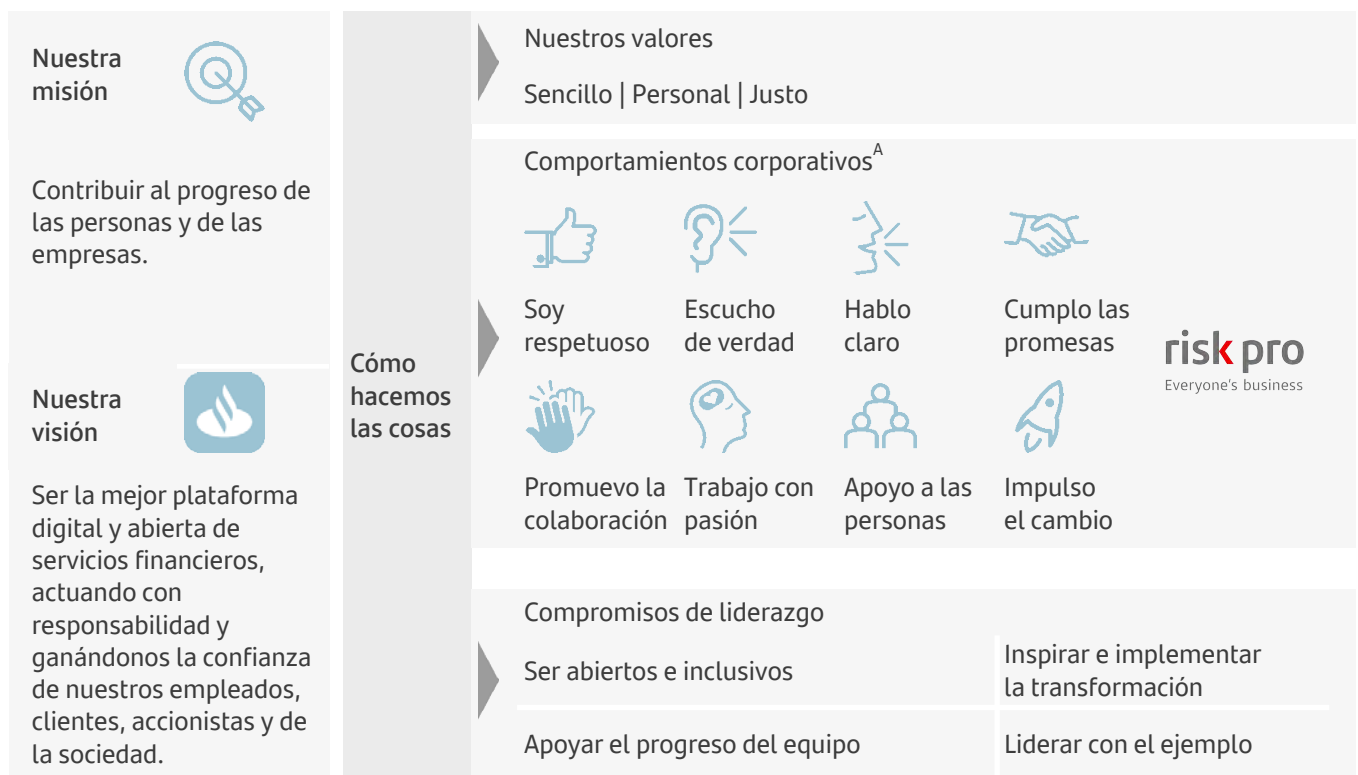 Nuestra
misión
Contribuir al progreso de
las personas y de las
empresas.
Nuestra
visión
Ser la mejor plataforma
digital y abierta de
servicios financieros,
actuando con
responsabilidad y
ganándonos la confianza
de nuestros empleados,
clientes, accionistas y de
la sociedad.
Cómo
hacemos
las cosas
Nuestros valores
Sencillo | Personal | Justo
Comportamientos corporativosA
Soy
respetuoso
Escucho
de verdad
Hablo
claro
Cumplo las
promesas
Promuevo la
colaboración
Trabajo con
pasión
Apoyo a las
personas
Impulso
el cambio
risk pro
Everyone's business
Compromisos de liderazgo
Ser abiertos e inclusivos
Inspirar e implementar
la transformación
Apoyar el progreso del equipo
Liderar con el ejemplo